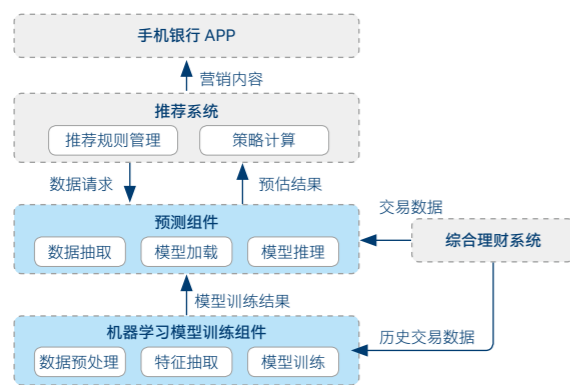 手机银行 APP
营销内容
推荐系统
推荐规则管理
策略计算
数据请求
预估结果
交易数据
预测组件
综合理财系统
数据抽取
模型加载
模型推理
模型训练结果
机器学习模型训练组件
历史交易数据
数据预处理
特征抽取
模型训练